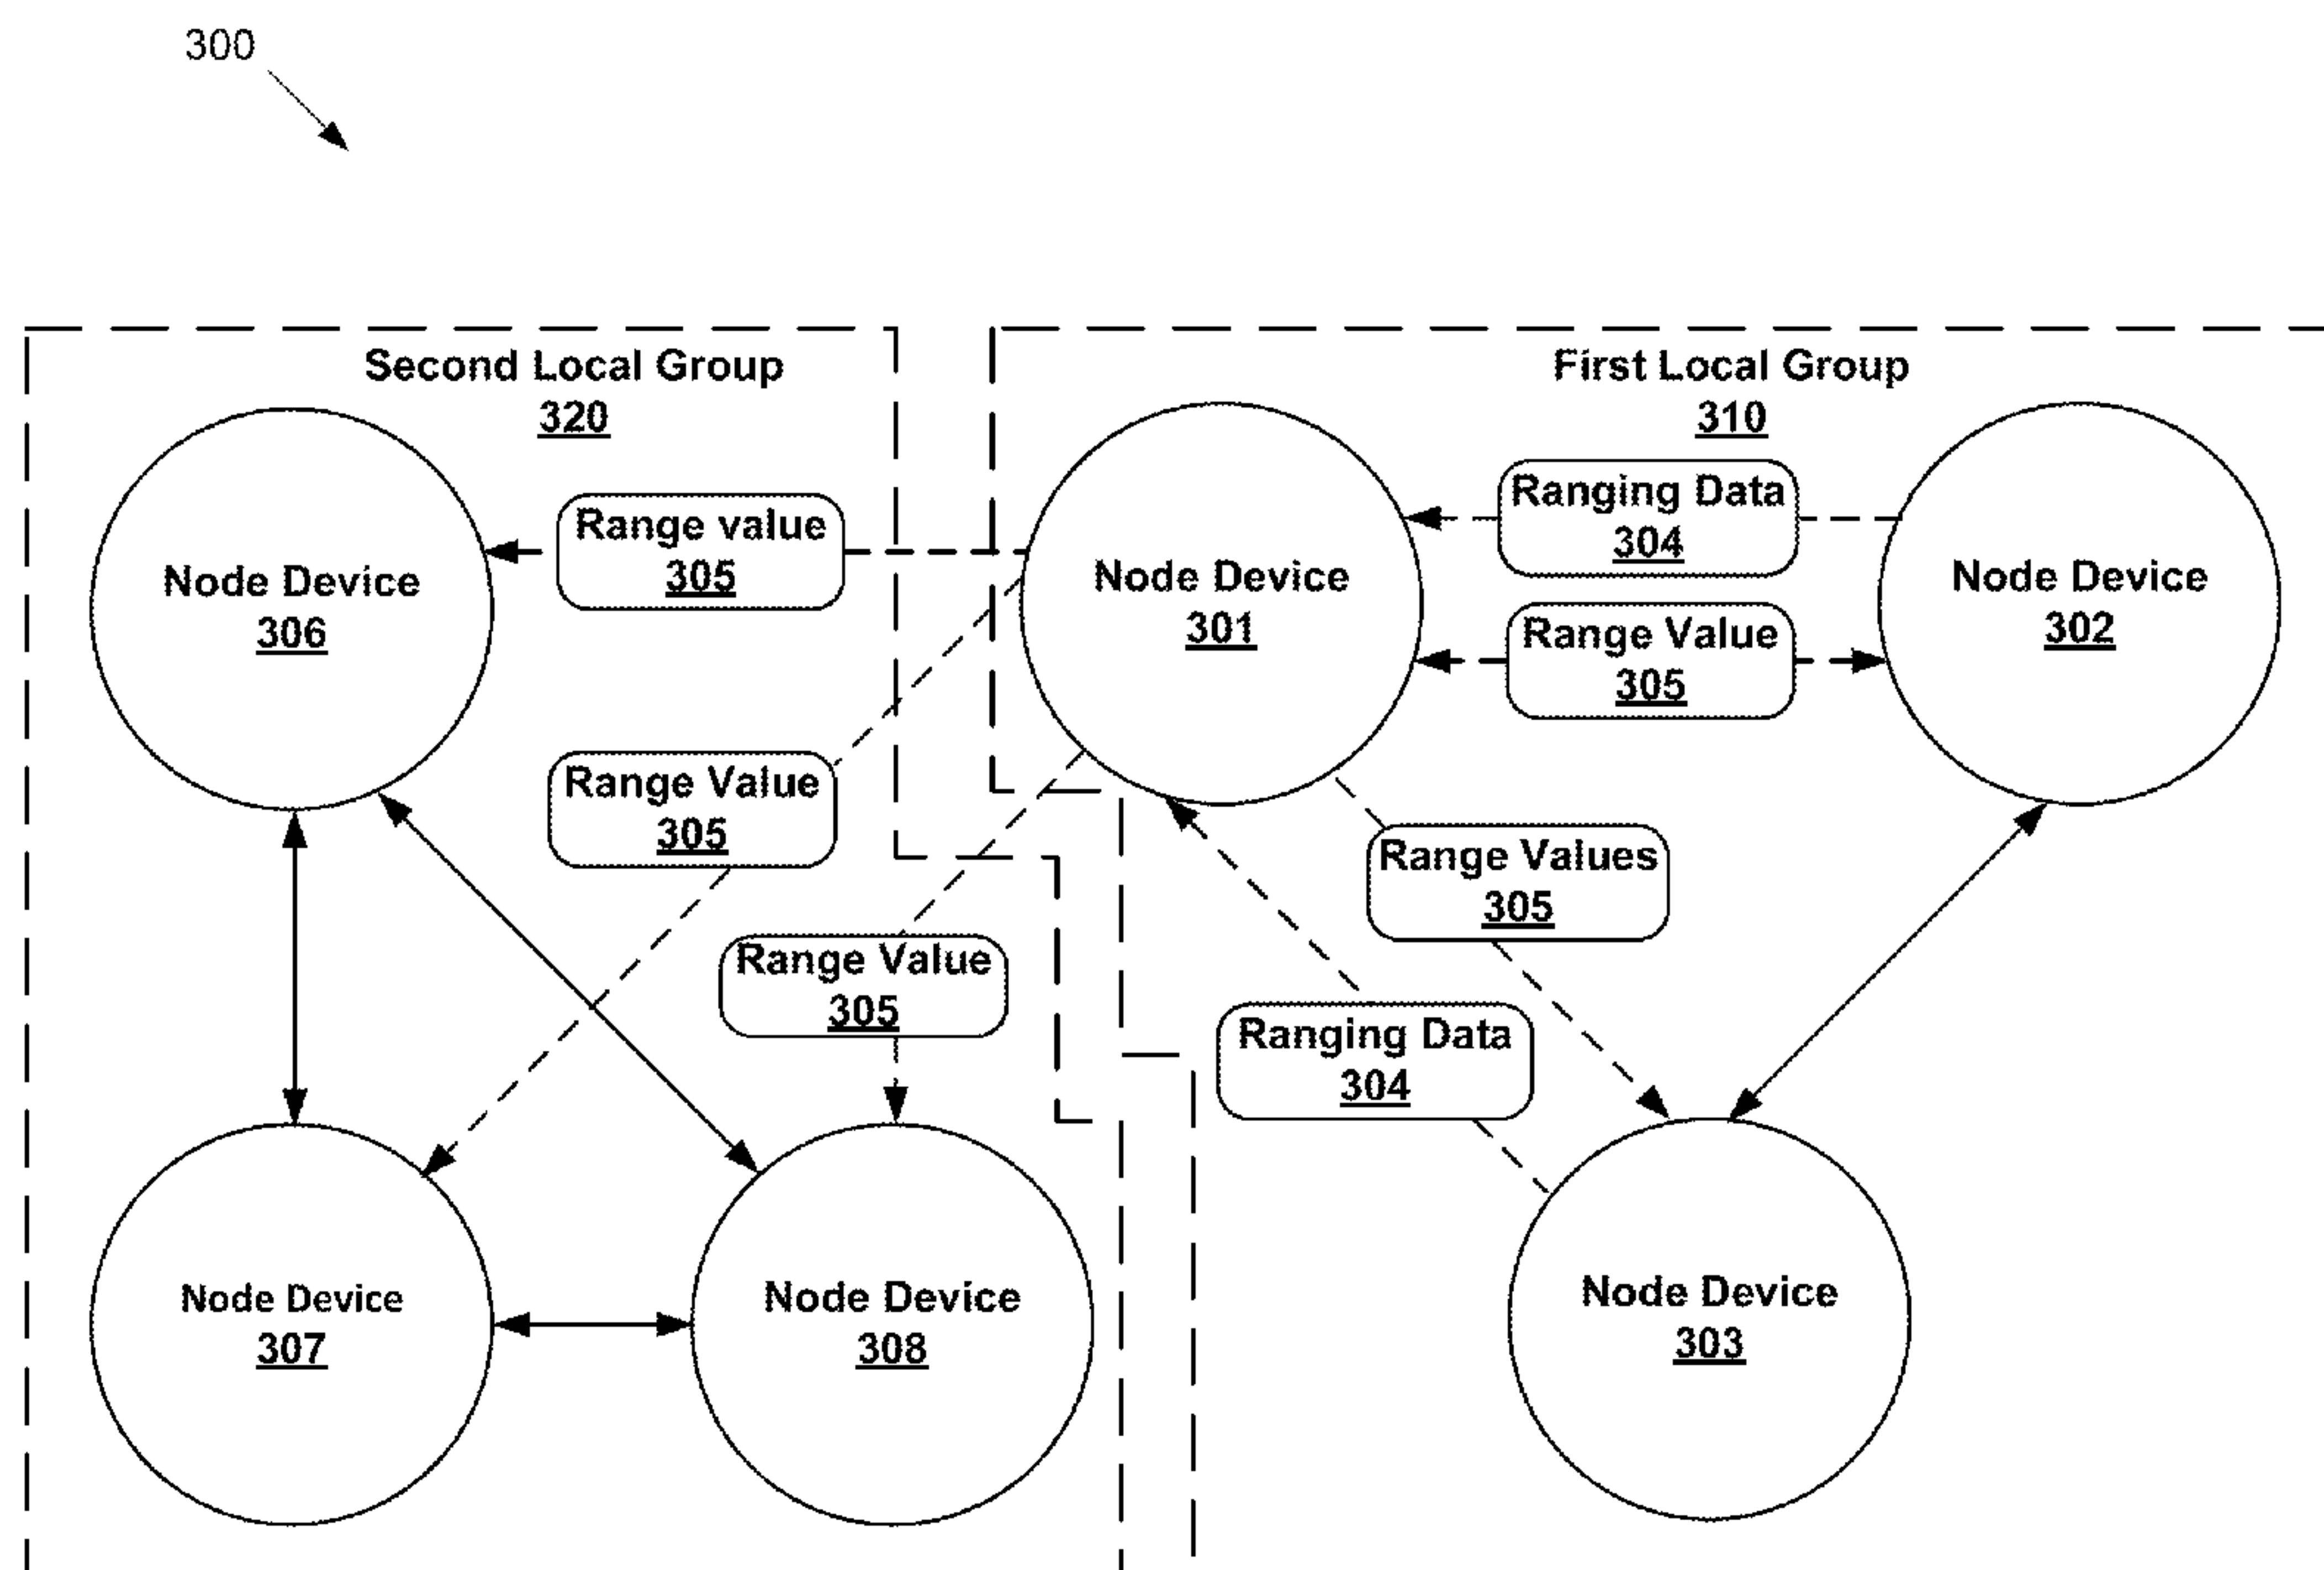 300
Second Local Group
320
First Local Group
310
Node Device
306
Range value
305
Node Device
301
Ranging Data
304
Range Value
305
Node Device
302
Range Value
305
Range Value
305
Range Values
305
Ranging Data
304
Node Device
307
Node Device
308
Node Device
303